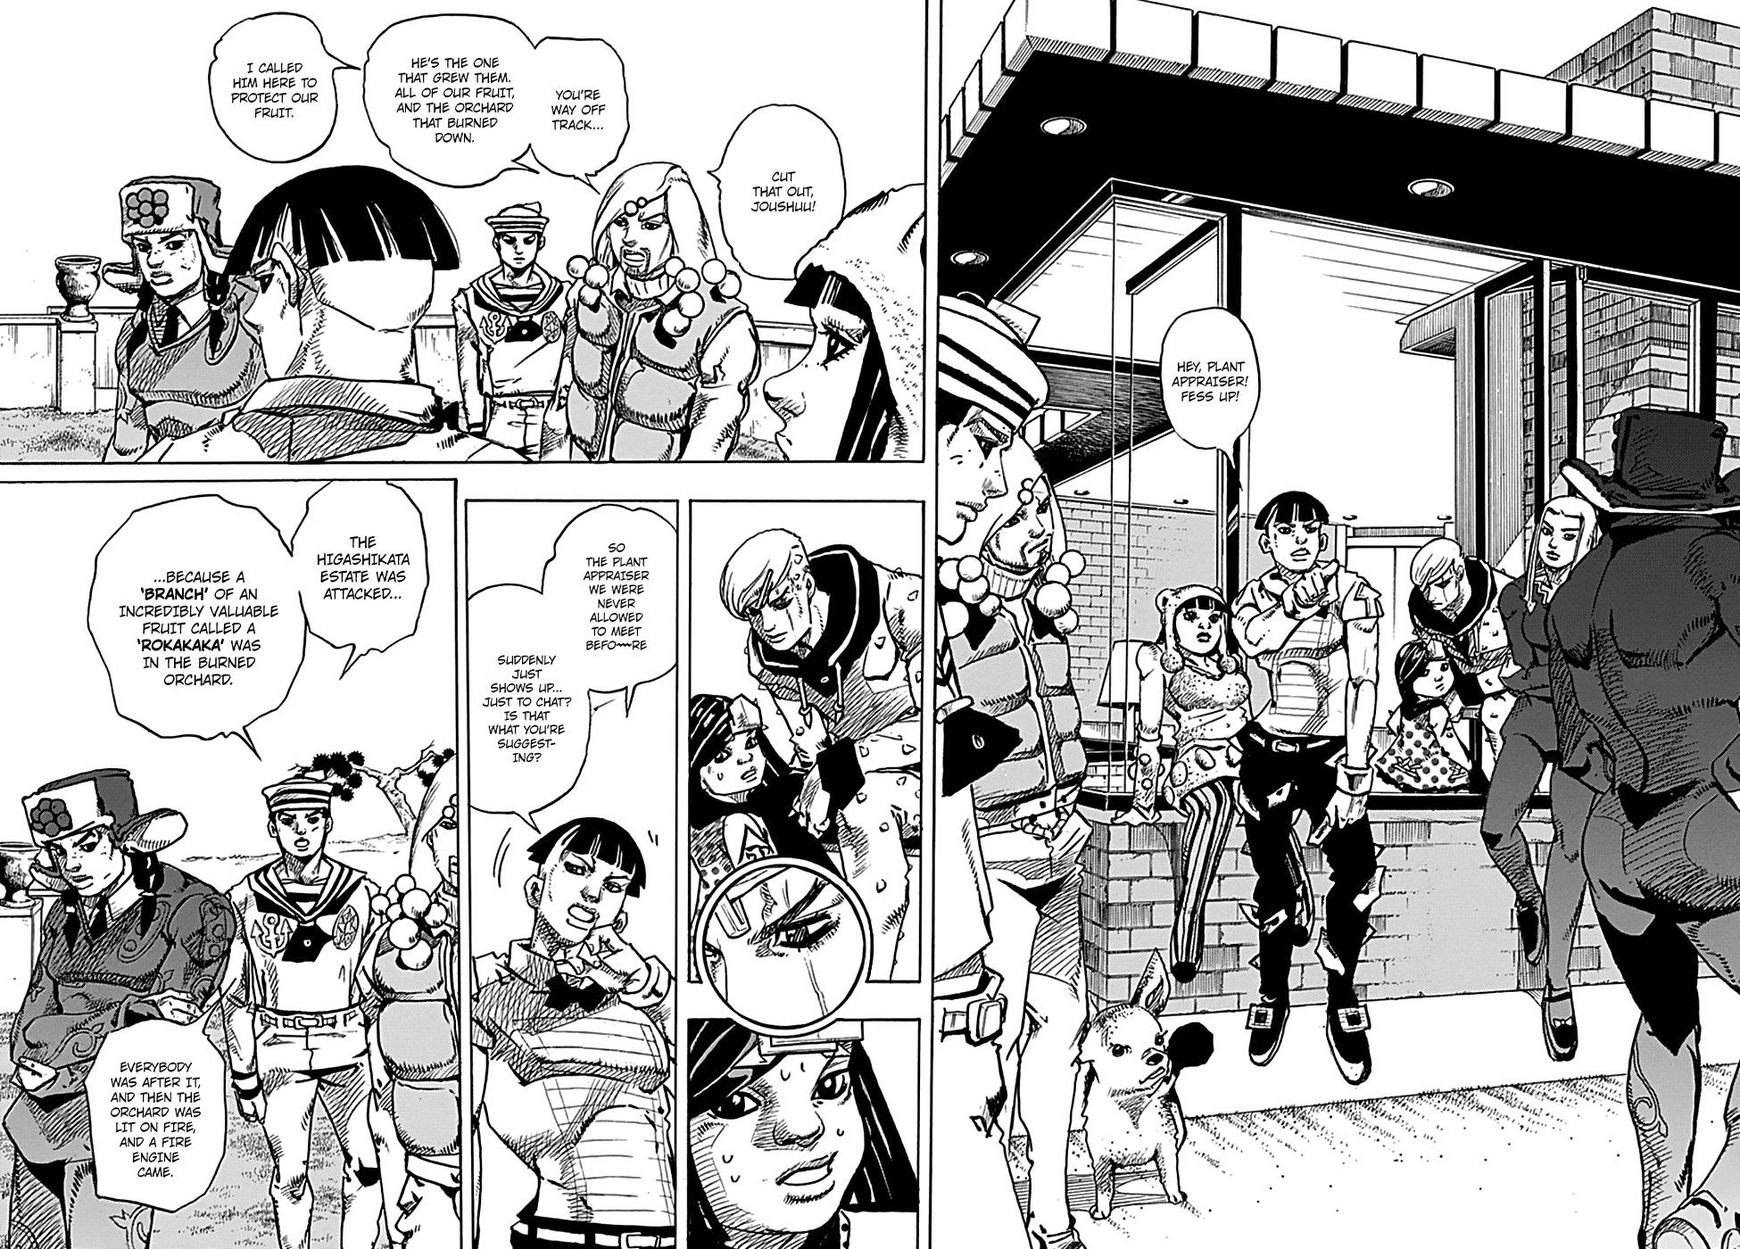 HEY, PLANT
APPRAISER!
FESS UP!
CUT
THAT OUT,
JOUSHUU!
YOU'RE
WAY OFF
TRACK...
HE'S THE ONE
THAT GREW THEM.
ALL OF OUR FRUIT,
AND THE ORCHARD
THAT BURNED
DOWN.
I CALLED
HIM HERE TO
PROTECT OUR
FRUIT.
SO
THE PLANT
APPRAISER
WE WERE
NEVER
ALLOWED
TO MEET
BEFO—RE
SUDDENLY
JUST
SHOWS UP...
JUST TO CHAT?
IS THAT
WHAT YOU'RE
SUGGEST-
ING?
THE
HIGASHIKATA
ESTATE WAS
ATTACKED...
...BECAUSE A
'BRANCH' OF AN
INCREDIBLY VALUABLE
FRUIT CALLED A
'ROKAKAKA' WAS
IN THE BURNED
ORCHARD.
EVERYBODY
WAS AFTER IT,
AND THEN THE
ORCHARD WAS
LIT ON FIRE,
AND A FIRE
ENGINE
CAME.